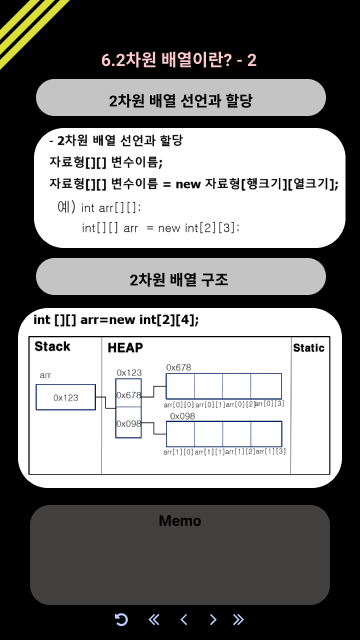 6.2차원 배열이란? - 2
2차원 배열 선언과 할당
- 2차원 배열 선언과 할당
자료형[][] 변수이름;
자료형[][] 변수이름 = new 자료형[행크기][열크기];
예) int arr[][];
int[][] arr = new int[2][3];
2차원 배열 구조
int [][] arr=new int[2][4];
Stack HEAP Static
0x123 0x678
arr
0x123 0x678
arr[0][0] arr[0][1] arr[0][2] arr[0][3]
0x098
0x098
arr[1][0] arr[1][1] arr[1][2] arr[1][3]
Memo